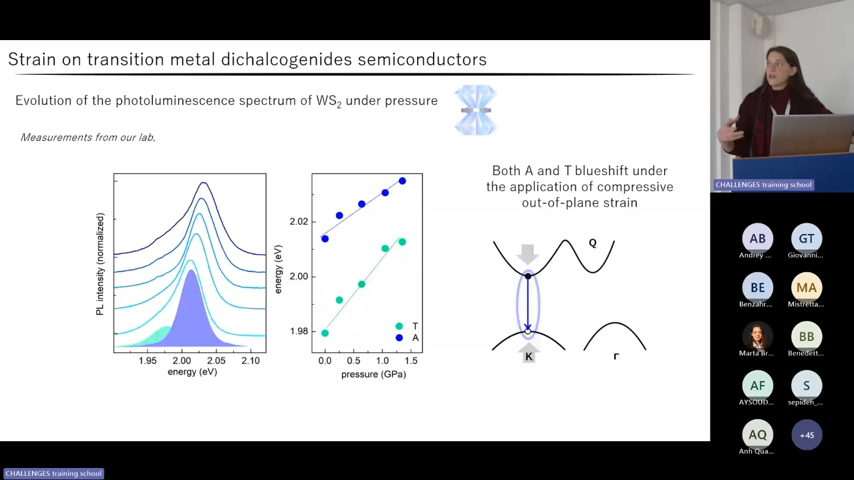 Strain on transition metal dichalcogenides semiconductors
Evolution of the photoluminescence spectrum of WS2 under pressure
Measurements from our lab.
PL intensity (normalized)
1.95 2.00 2.05 2.10
energy (eV)
energy (eV)
2.02
2.00
1.98
T
A
0.0 0.5 1.0 1.5
pressure (GPa)
Both A and T blueshift under
the application of compressive
out-of-plane strain
Q
K
Γ
CHALLENGES training school
AB
Andrey ...
GT
Giovanni...
BE
Benzahr...
MA
Mistretta...
Marta Br...
BB
Benedett...
AF
AYSOUD...
S
sepideh_...
AQ
Anh Qua...
+45
CHALLENGES training school